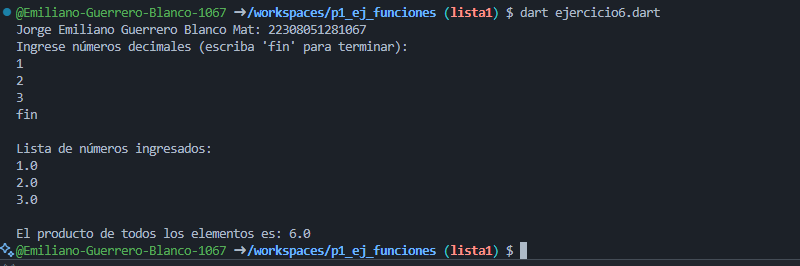 @Emiliano-Guerrero-Blanco-1067 ➜/workspaces/p1_ej_funciones (lista1) $ dart ejercicio6.dart
Jorge Emiliano Guerrero Blanco Mat: 22308051281067
Ingrese números decimales (escriba 'fin' para terminar):
1
2
3
fin
Lista de números ingresados:
1.0
2.0
3.0
El producto de todos los elementos es: 6.0
@Emiliano-Guerrero-Blanco-1067 ➜/workspaces/p1_ej_funciones (lista1) $